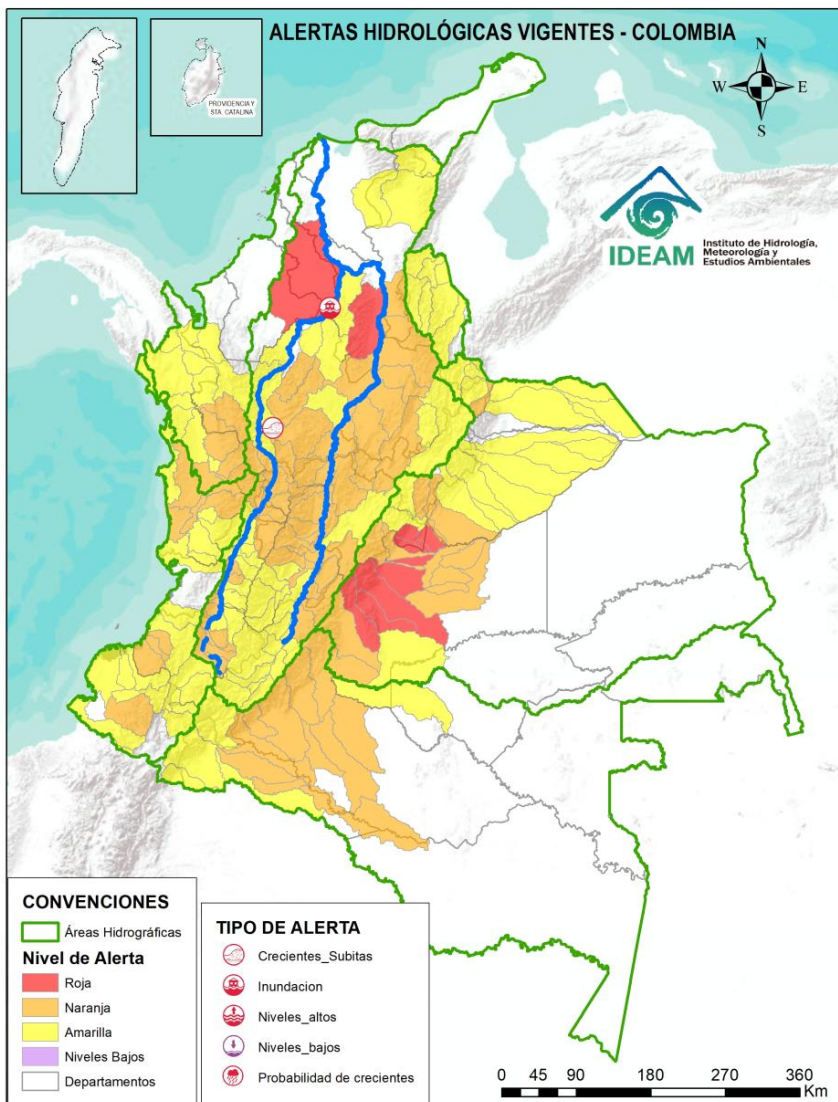 ALERTAS HIDROLÓGICAS VIGENTES - COLOMBIA
PROVIDENCIA Y
STA. CATALINA
N
W
E
S
IDEAM
Instituto de Hidrología,
Meteorología y
Estudios Ambientales
CONVENCIONES
Áreas Hidrográficas
Nivel de Alerta
Roja
Naranja
Amarilla
Niveles Bajos
Departamentos
TIPO DE ALERTA
Crecientes_Subitas
Inundacion
Niveles_altos
Niveles_bajos
Probabilidad de crecientes
0 45 90 180 270 360
Km